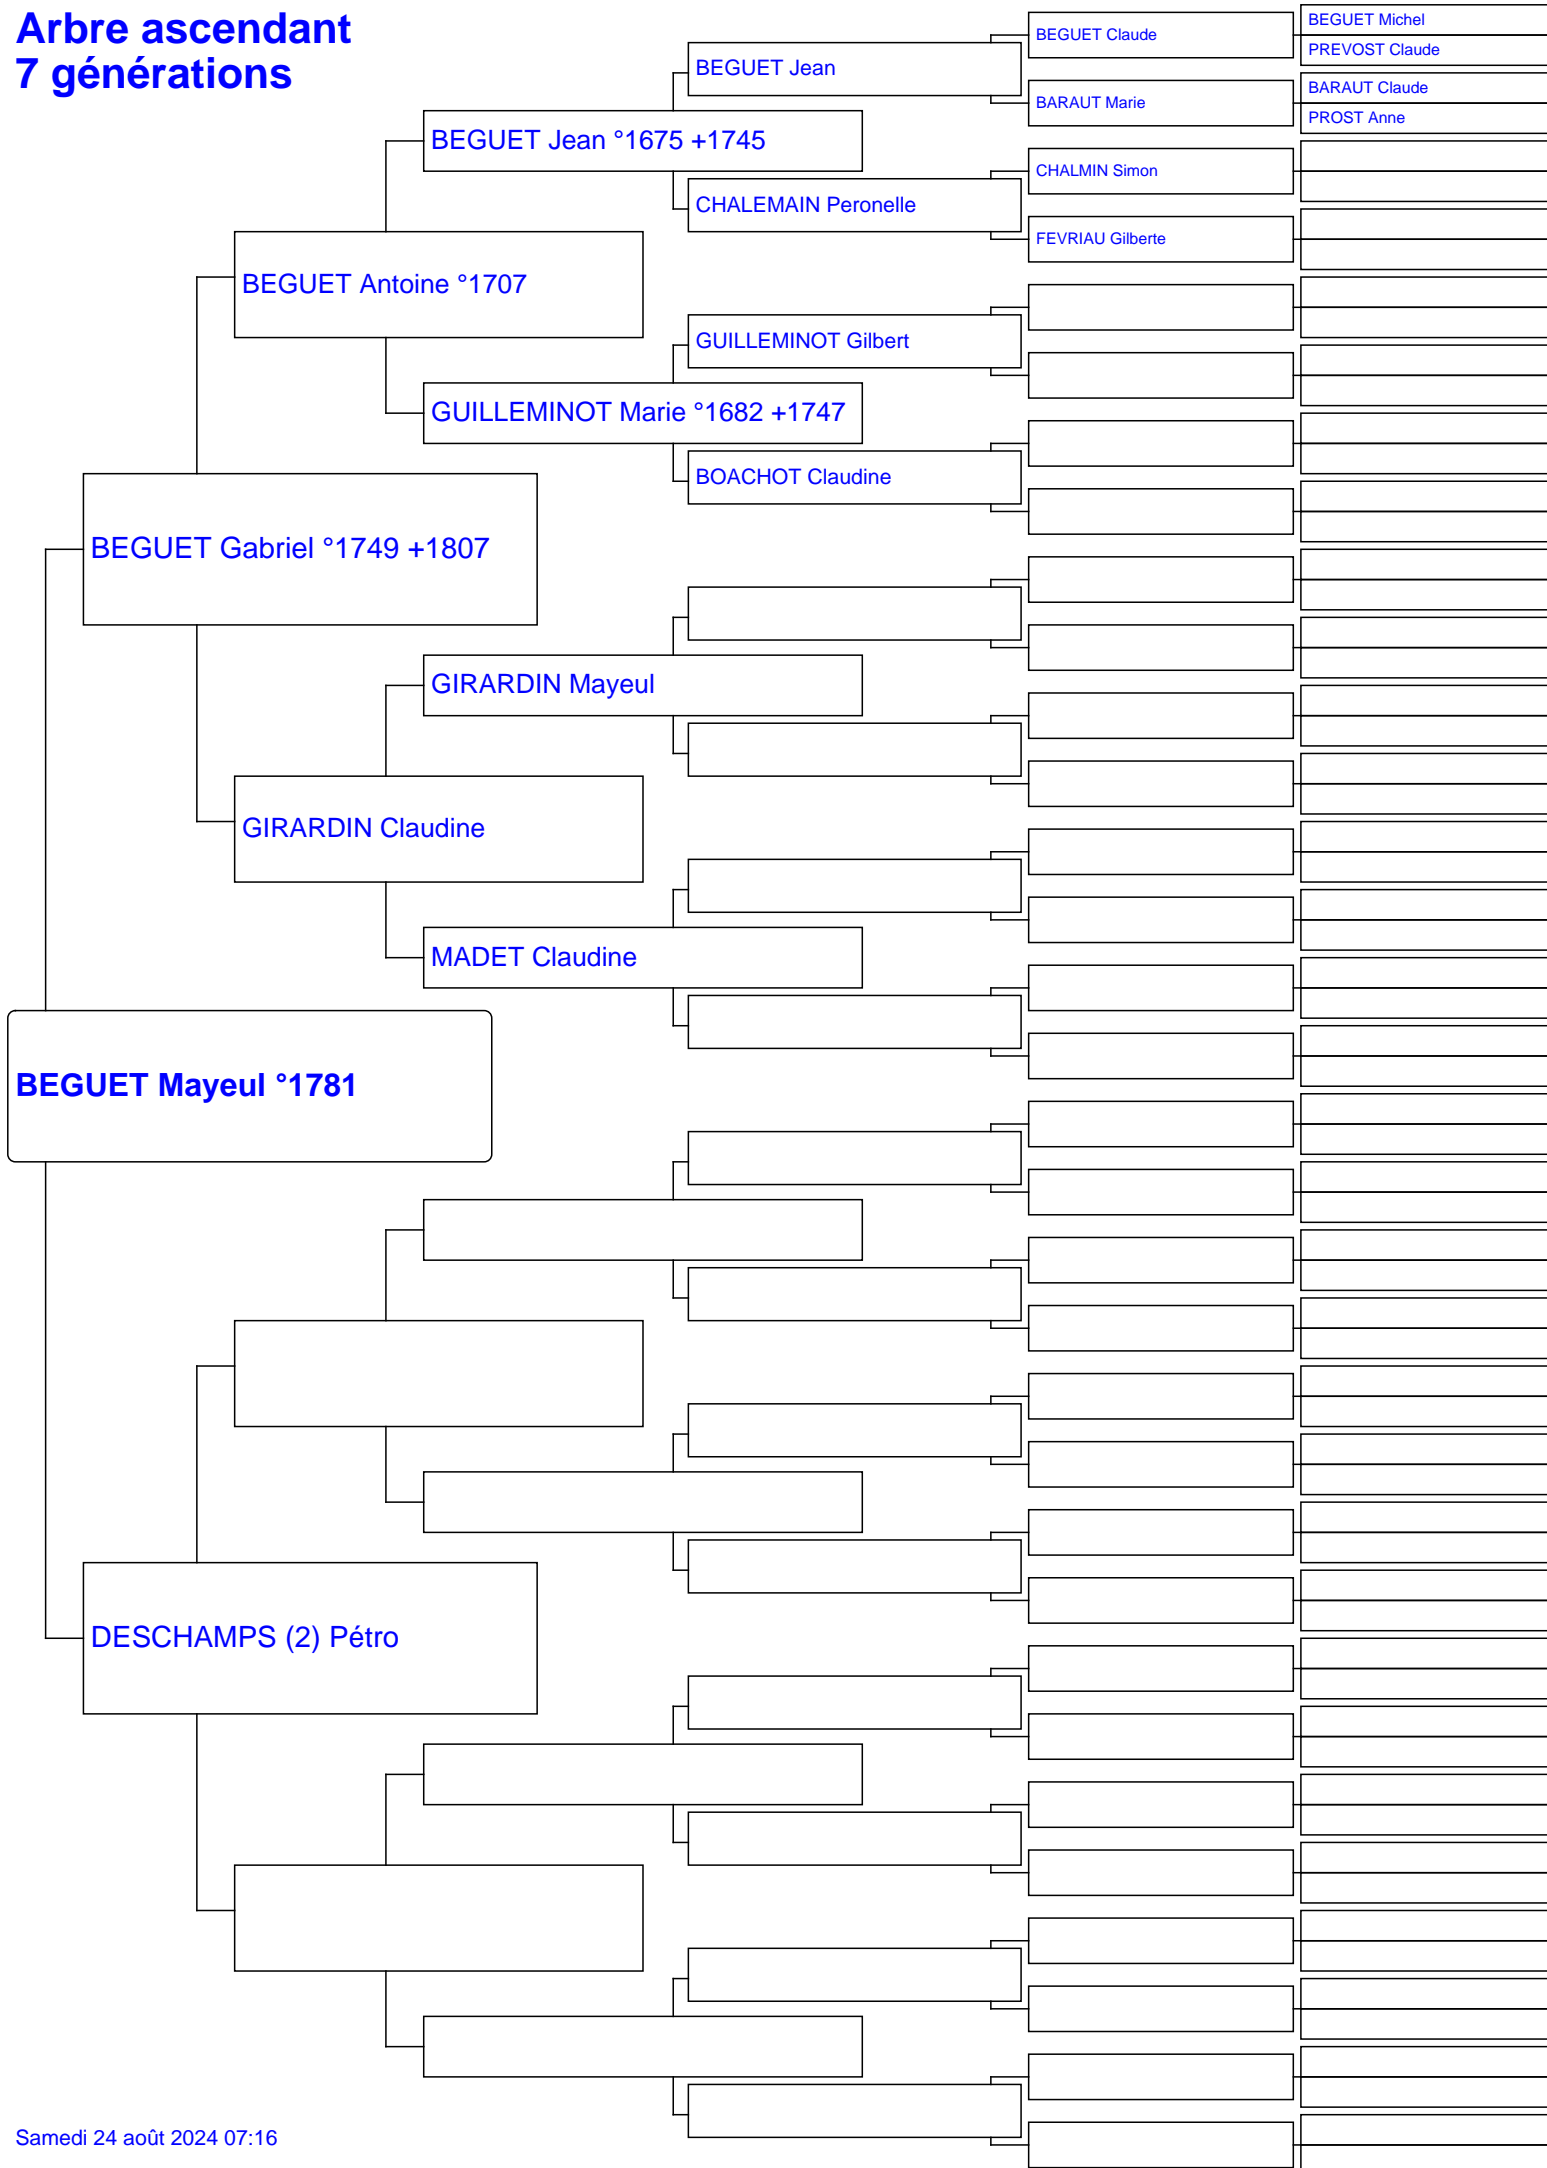 Arbre ascendant
7 générations
BEGUET Michel
BEGUET Claude
PREVOST Claude
BEGUET Jean
BARAUT Claude
BARAUT Marie
PROST Anne
BEGUET Jean °1675 +1745
CHALMIN Simon
CHALEMAIN Peronelle
FEVRIAU Gilberte
BEGUET Antoine °1707
GUILLEMINOT Gilbert
GUILLEMINOT Marie °1682 +1747
BOACHOT Claudine
BEGUET Gabriel °1749 +1807
GIRARDIN Mayeul
GIRARDIN Claudine
MADET Claudine
BEGUET Mayeul °1781
DESCHAMPS (2) Pétro
Samedi 24 août 2024 07:16